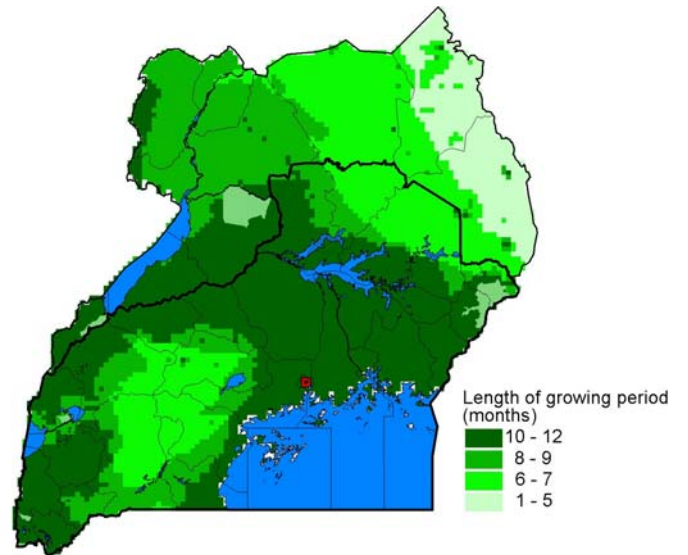 Length of growing period
(months)
10 - 12
8 - 9
6 - 7
1 - 5